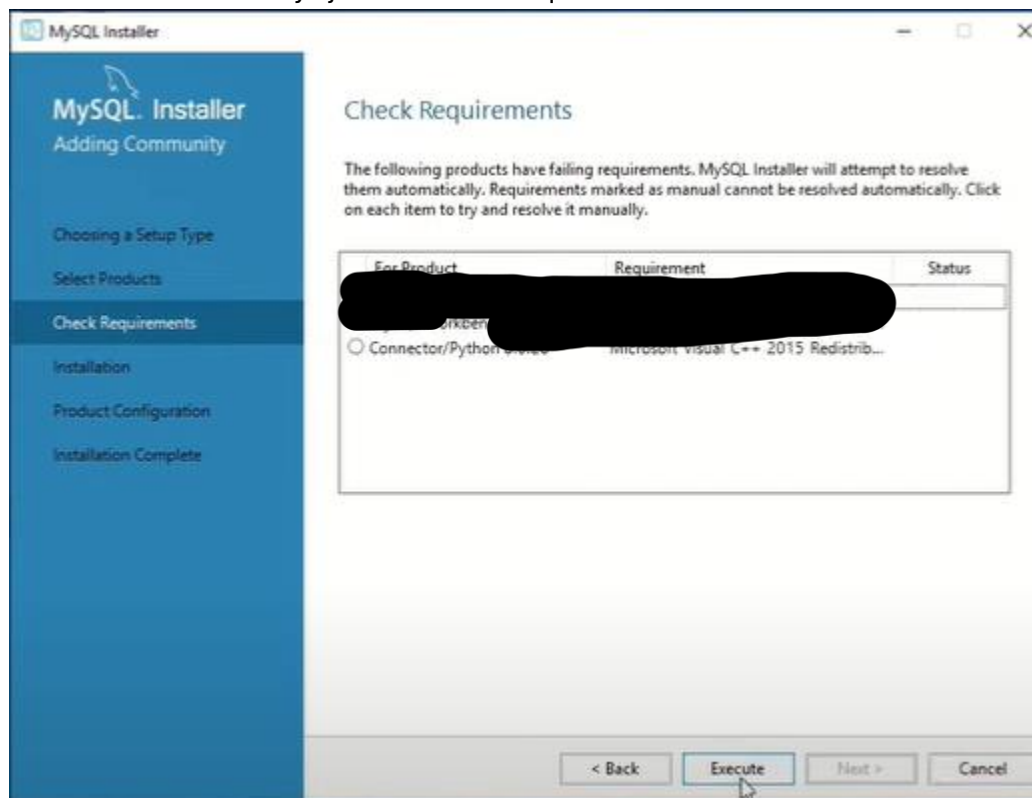 MySQL Installer
MySQL. Installer
Adding Community
Choosing a Setup Type
Select Products
Check Requirements
Installation
Product Configuration
Installation Complete
Check Requirements
The following products have failing requirements. MySQL Installer will attempt to resolve
them automatically. Requirements marked as manual cannot be resolved automatically. Click
on each item to try and resolve it manually.
For Product Requirement Status
Connector/Python Microsoft Visual C++ 2015 Redistrib...
< Back Execute Next > Cancel